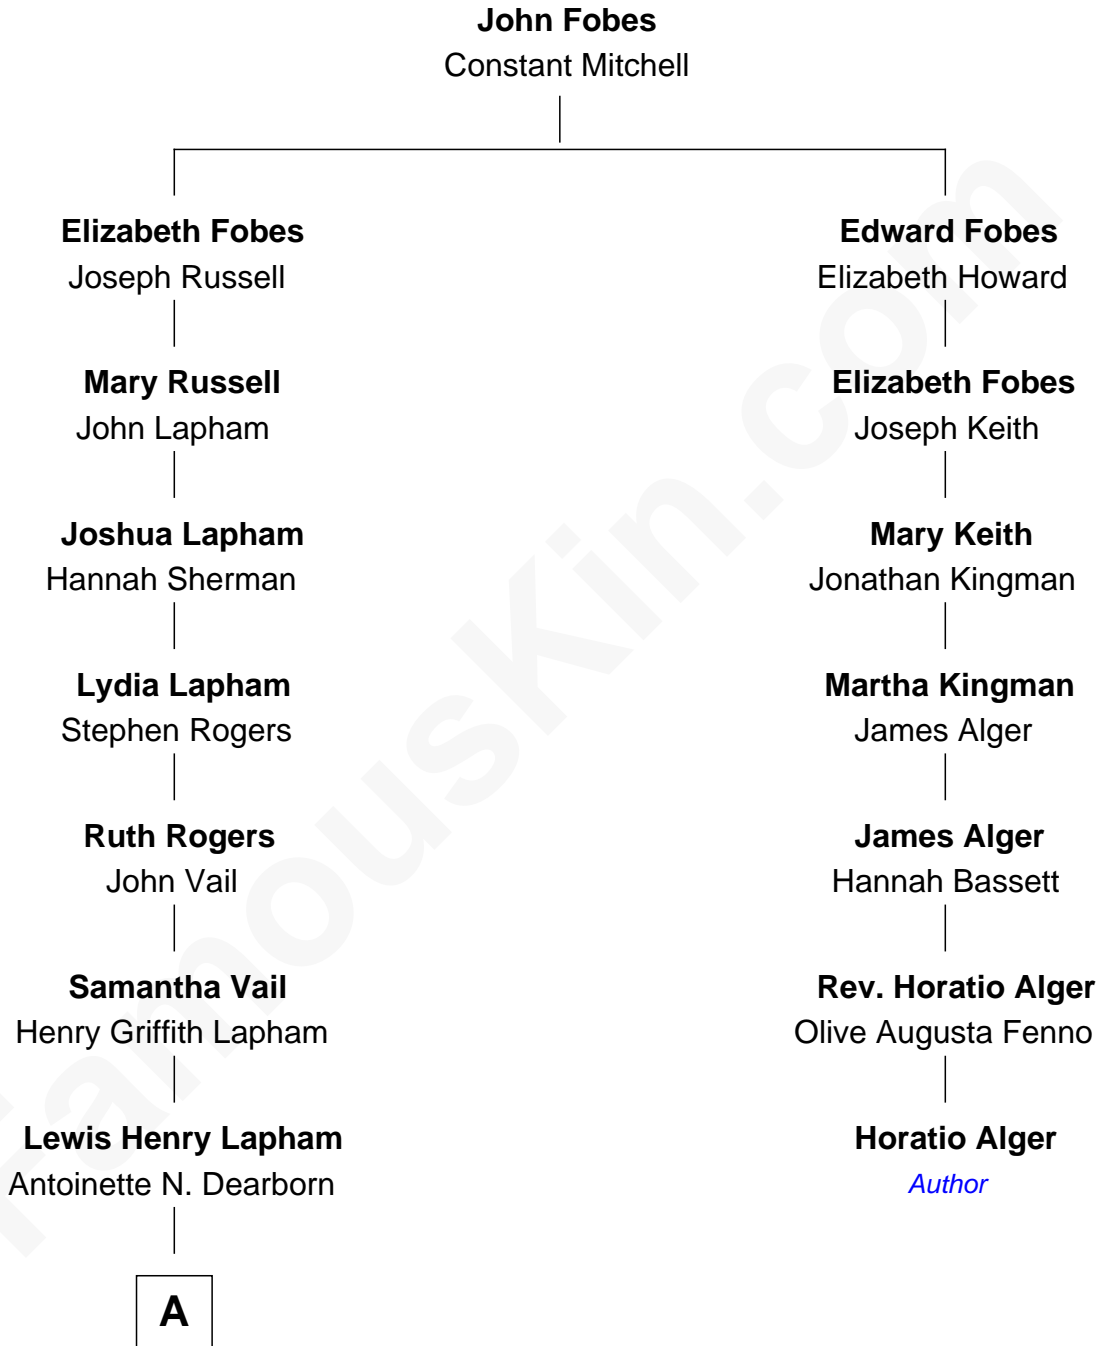 John Fobes
Constant Mitchell
Elizabeth Fobes
Joseph Russell
Mary Russell
John Lapham
Joshua Lapham
Hannah Sherman
Lydia Lapham
Stephen Rogers
Ruth Rogers
John Vail
Samantha Vail
Henry Griffith Lapham
Lewis Henry Lapham
Antoinette N. Dearborn
A
Edward Fobes
Elizabeth Howard
Elizabeth Fobes
Joseph Keith
Mary Keith
Jonathan Kingman
Martha Kingman
James Alger
James Alger
Hannah Bassett
Rev. Horatio Alger
Olive Augusta Fenno
Horatio Alger
Author
FamousKin.com